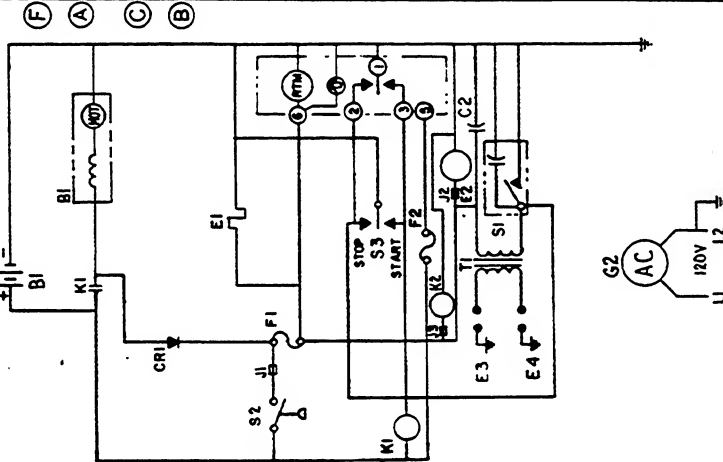 F A C B
+ -
B1
B1
MOT
K1
E1
RTM
6
2
1
3
5
C2
STOP
S3
START
F2
J2
E2
F1
CR1
J1
S2
K2
J3
T1
S1
E3
E4
K1
G2
AC
120V
L1
L2